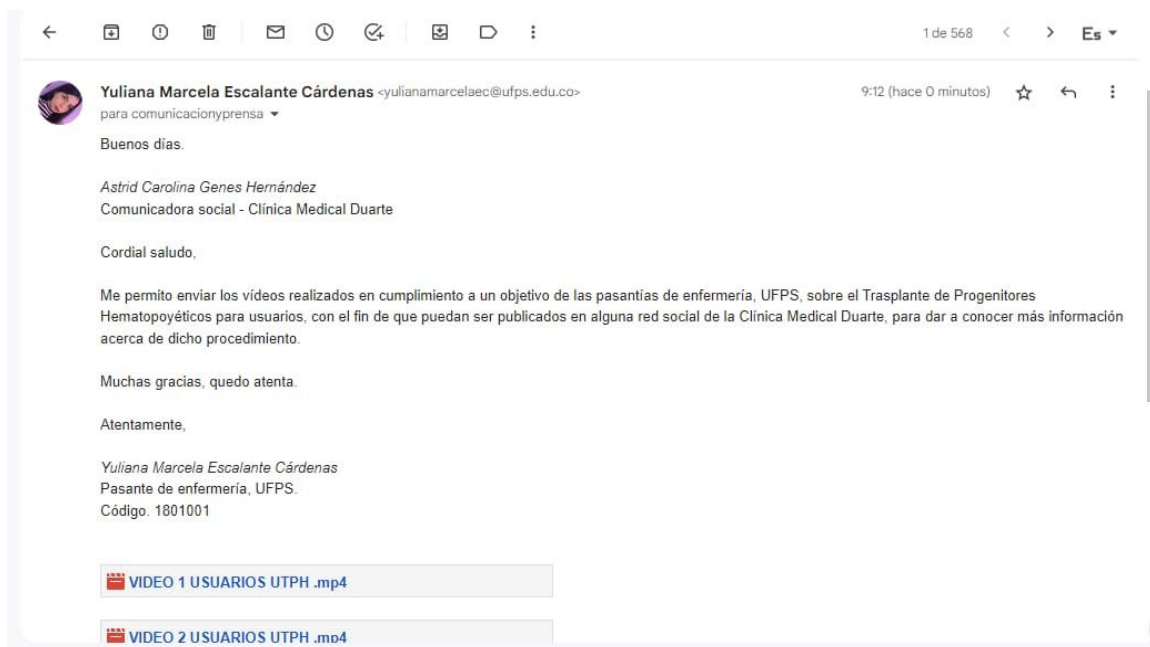 1 de 568
Es
Yuliana Marcela Escalante Cárdenas <yulianamarcelaec@ufps.edu.co>
9:12 (hace 0 minutos)
para comunicacionyprensa
Buenos días.
Astrid Carolina Genes Hernández
Comunicadora social - Clínica Medical Duarte
Cordial saludo,
Me permito enviar los vídeos realizados en cumplimiento a un objetivo de las pasantías de enfermería, UFPS, sobre el Trasplante de Progenitores
Hematopoyéticos para usuarios, con el fin de que puedan ser publicados en alguna red social de la Clínica Medical Duarte, para dar a conocer más información
acerca de dicho procedimiento.
Muchas gracias, quedo atenta.
Atentamente,
Yuliana Marcela Escalante Cárdenas
Pasante de enfermería, UFPS.
Código. 1801001
VIDEO 1 USUARIOS UTPH .mp4
VIDEO 2 USUARIOS UTPH .mp4